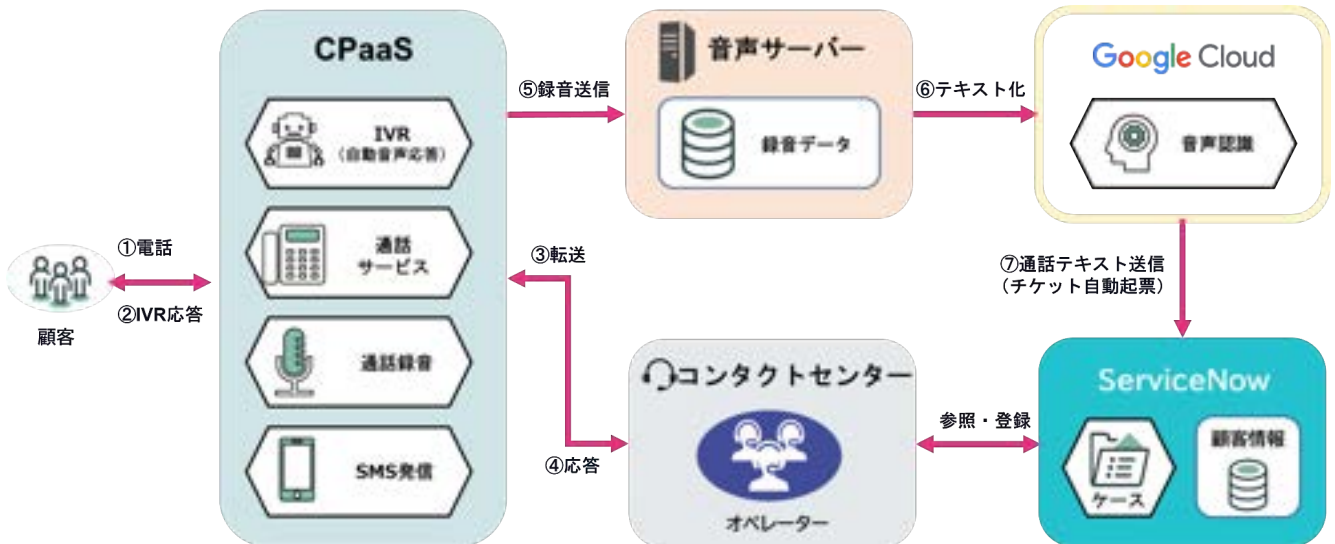 ①電話
②IVR応答
顧客
CPaaS
IVR
（自動音声応答）
通話
サービス
通話録音
SMS発信
⑤録音送信
音声サーバー
録音データ
⑥テキスト化
Google Cloud
音声認識
③転送
④応答
コンタクトセンター
オペレーター
⑦通話テキスト送信
（チケット自動起票）
参照・登録
ServiceNow
ケース
顧客情報